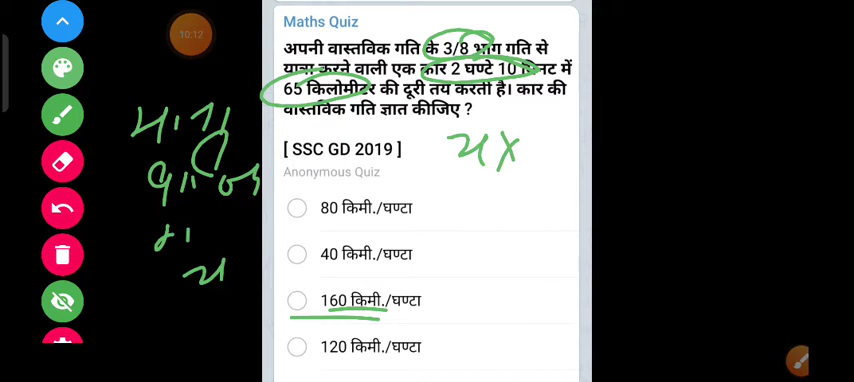 10:12
Maths Quiz
अपनी वास्तविक गति के 3/8 भाग गति से
यात्रा करने वाली एक कार 2 घण्टे 10 मिनट में
65 किलोमीटर की दूरी तय करती है। कार की
वास्तविक गति ज्ञात कीजिए ?
[ SSC GD 2019 ]
Anonymous Quiz
80 किमी./घण्टा
40 किमी./घण्टा
160 किमी./घण्टा
120 किमी./घण्टा